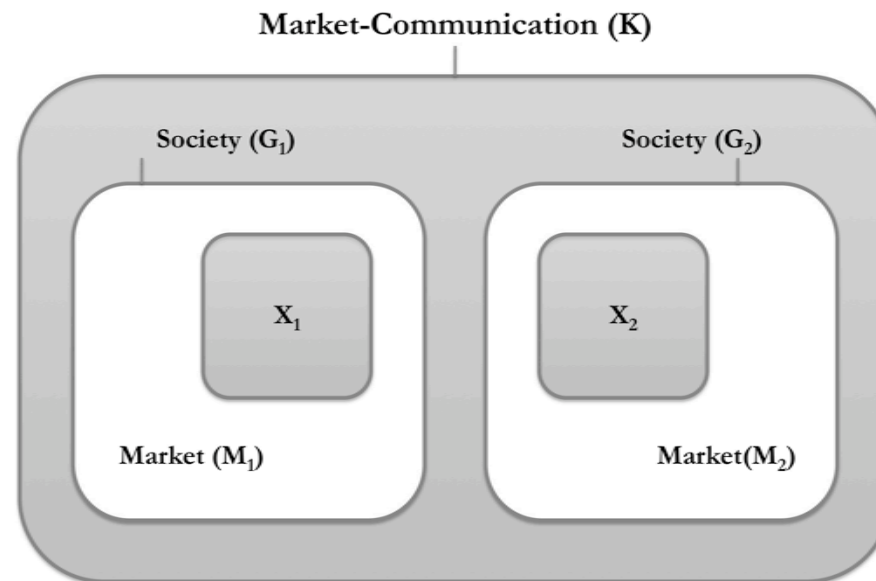 Market-Communication (K)
Society (G₁)
Society (G₂)
X₁
X₂
Market (M₁)
Market(M₂)